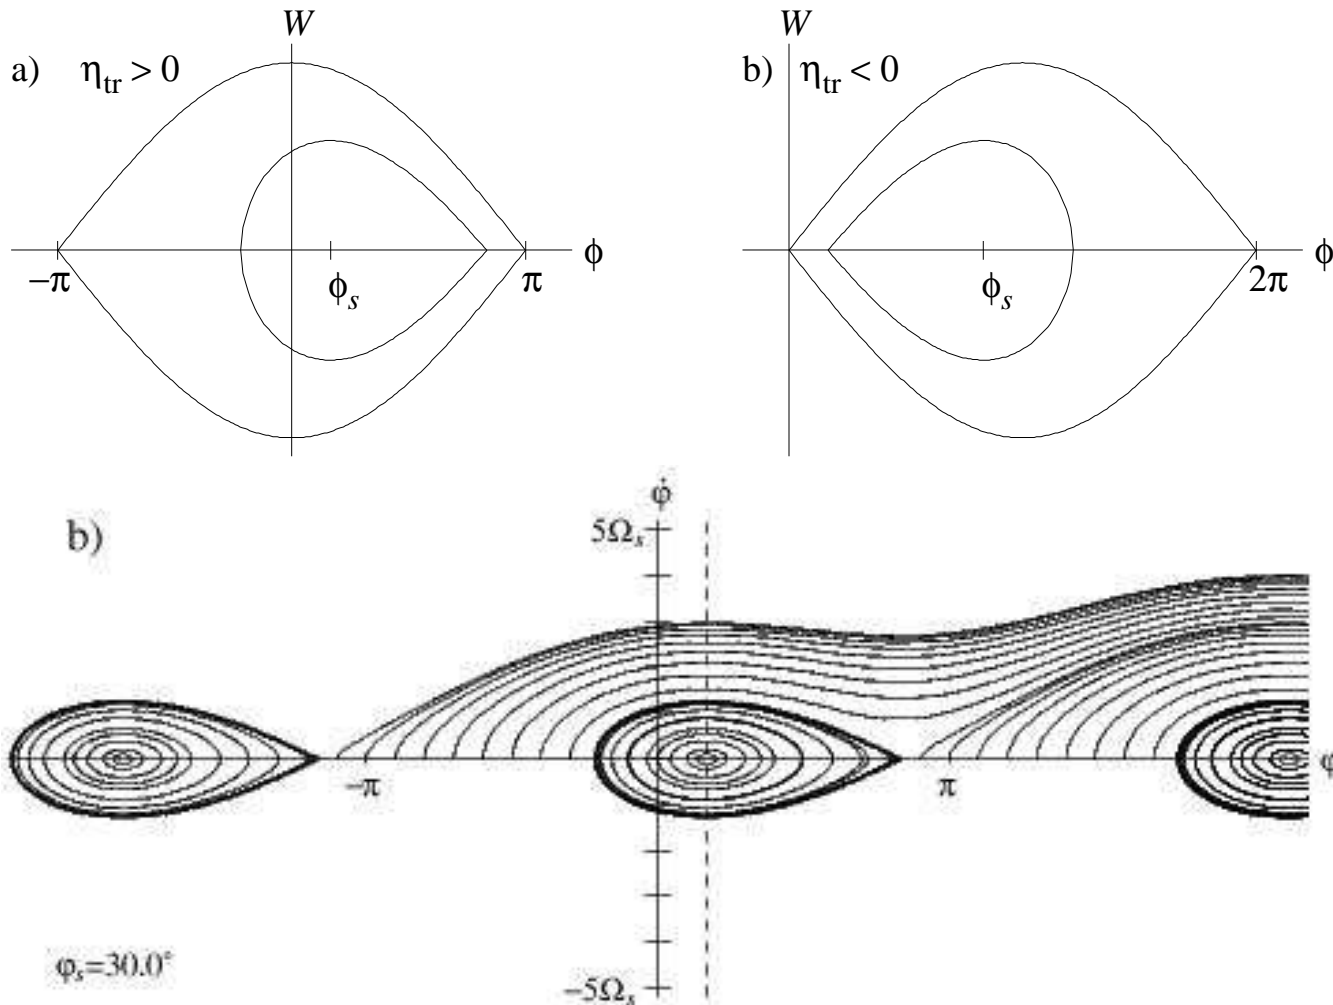 W
a) η_tr > 0
ϕ
−π
ϕ_s
π
W
b) η_tr < 0
ϕ
ϕ_s
2π
b)
φ̇
5Ω_s
φ
−π
π
φ_s=30.0°
−5Ω_s